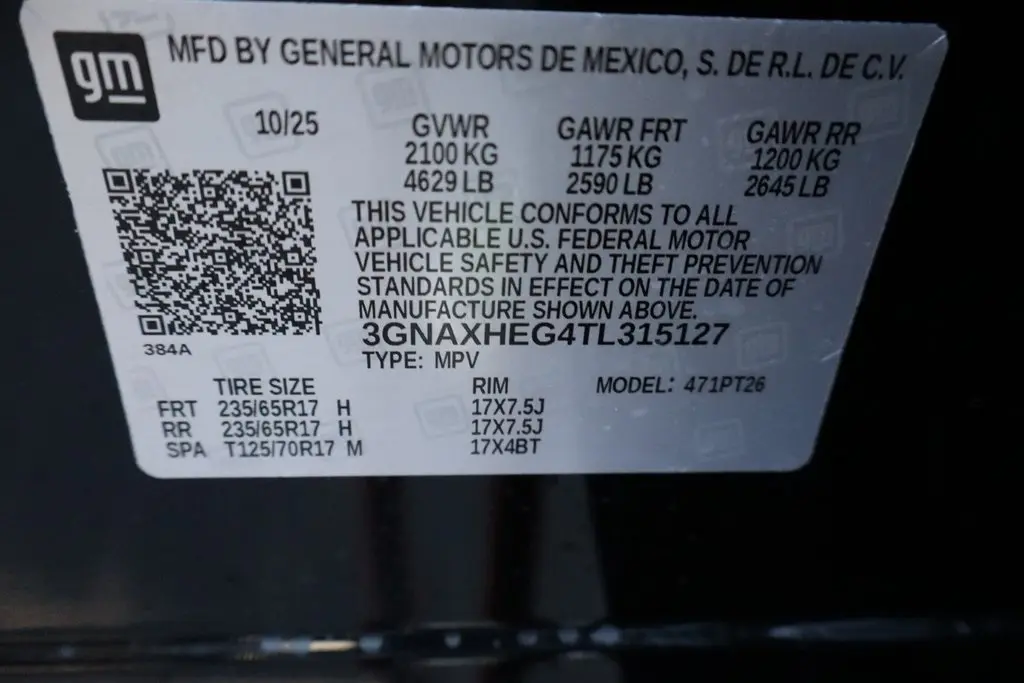 gm
MFD BY GENERAL MOTORS DE MEXICO, S. DE R.L. DE C.V.
10/25 GVWR GAWR FRT GAWR RR
2100 KG 1175 KG 1200 KG
4629 LB 2590 LB 2645 LB
THIS VEHICLE CONFORMS TO ALL
APPLICABLE U.S. FEDERAL MOTOR
VEHICLE SAFETY AND THEFT PREVENTION
STANDARDS IN EFFECT ON THE DATE OF
MANUFACTURE SHOWN ABOVE.
3GNAXHEG4TL315127
384A
TYPE: MPV
TIRE SIZE RIM MODEL: 471PT26
FRT 235/65R17 H 17X7.5J
RR 235/65R17 H 17X7.5J
SPA T125/70R17 M 17X4BT